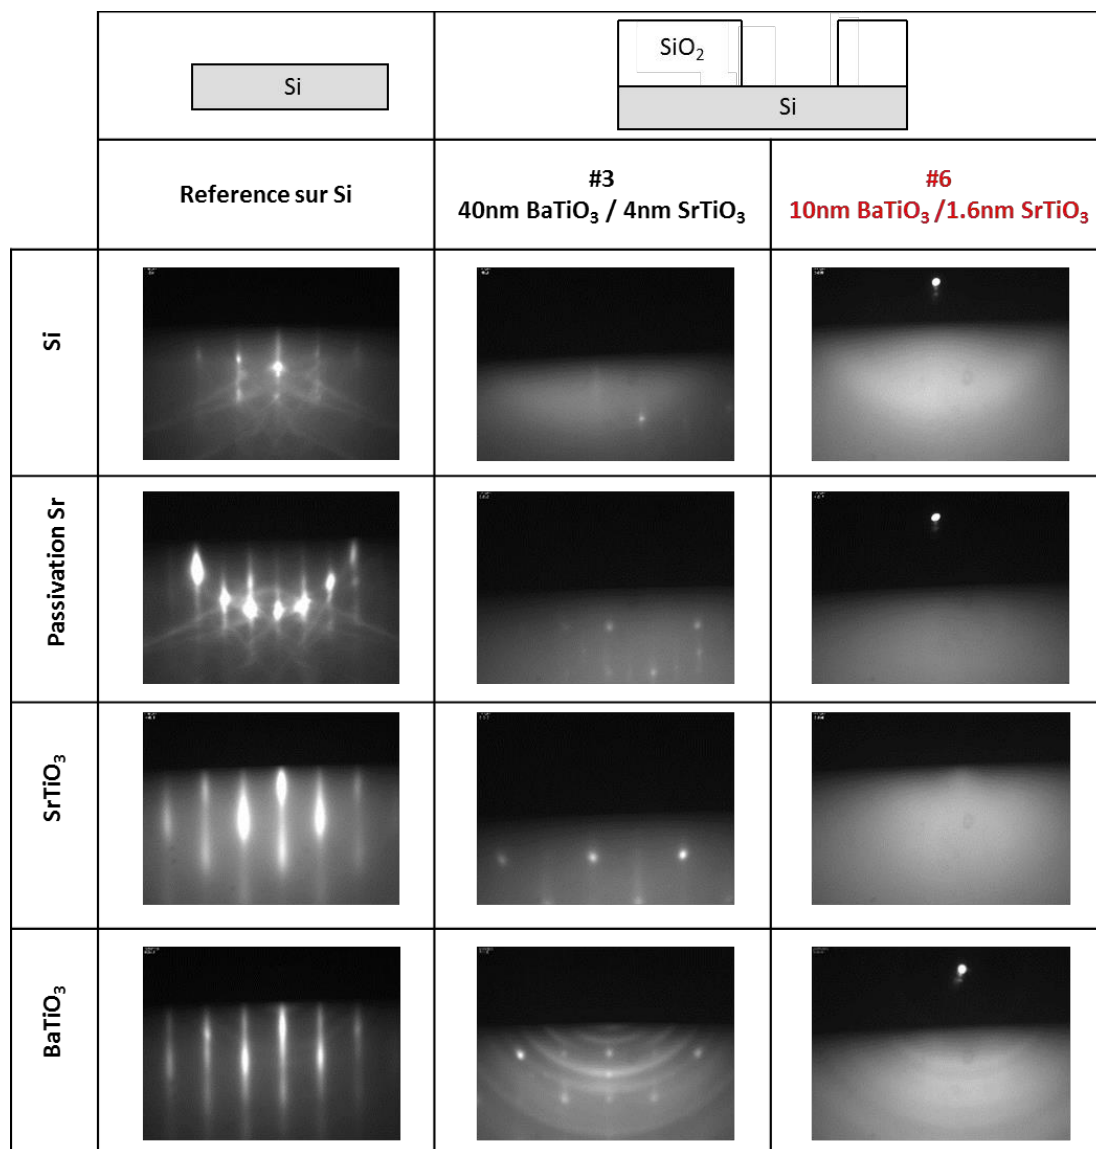 Si
SiO₂
Si
Reference sur Si
#3
40nm BaTiO₃ / 4nm SrTiO₃
#6
10nm BaTiO₃ /1.6nm SrTiO₃
Si
Passivation Sr
SrTiO₃
BaTiO₃